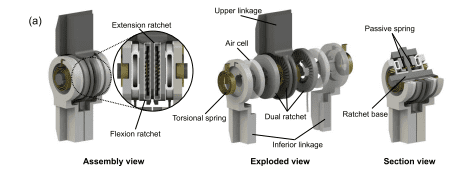 (a)
Extension ratchet
Flexion ratchet
Assembly view
Upper linkage
Air cell
Torsional spring
Dual ratchet
Inferior linkage
Exploded view
Passive spring
Ratchet base
Section view